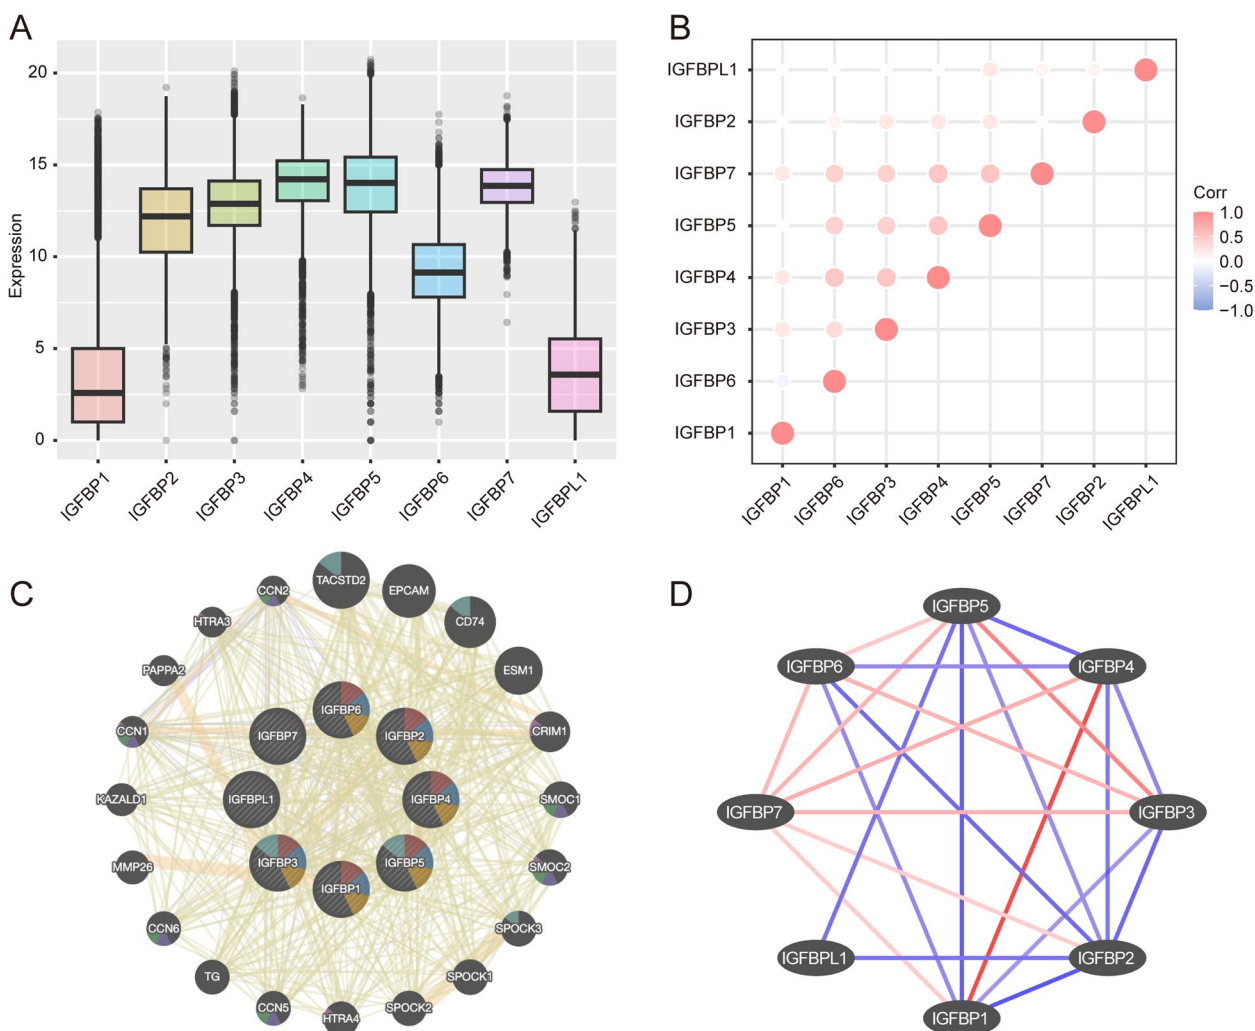 A
Expression
20
15
10
5
0
IGFBP1
IGFBP2
IGFBP3
IGFBP4
IGFBP5
IGFBP6
IGFBP7
IGFBPL1
B
IGFBPL1
IGFBP2
IGFBP7
IGFBP5
IGFBP4
IGFBP3
IGFBP6
IGFBP1
IGFBP1
IGFBP6
IGFBP3
IGFBP4
IGFBP5
IGFBP7
IGFBP2
IGFBPL1
Corr
1.0
0.5
0.0
−0.5
−1.0
C
TACSTD2
EPCAM
CCN2
CD74
HTRA3
ESM1
PAPPA2
IGFBP6
CCN1
IGFBP7
IGFBP2
CRIM1
KAZALD1
IGFBPL1
IGFBP4
SMOC1
MMP26
IGFBP3
IGFBP5
SMOC2
IGFBP1
CCN6
SPOCK3
TG
SPOCK1
CCN5
HTRA4
SPOCK2
D
IGFBP5
IGFBP6
IGFBP4
IGFBP7
IGFBP3
IGFBPL1
IGFBP2
IGFBP1